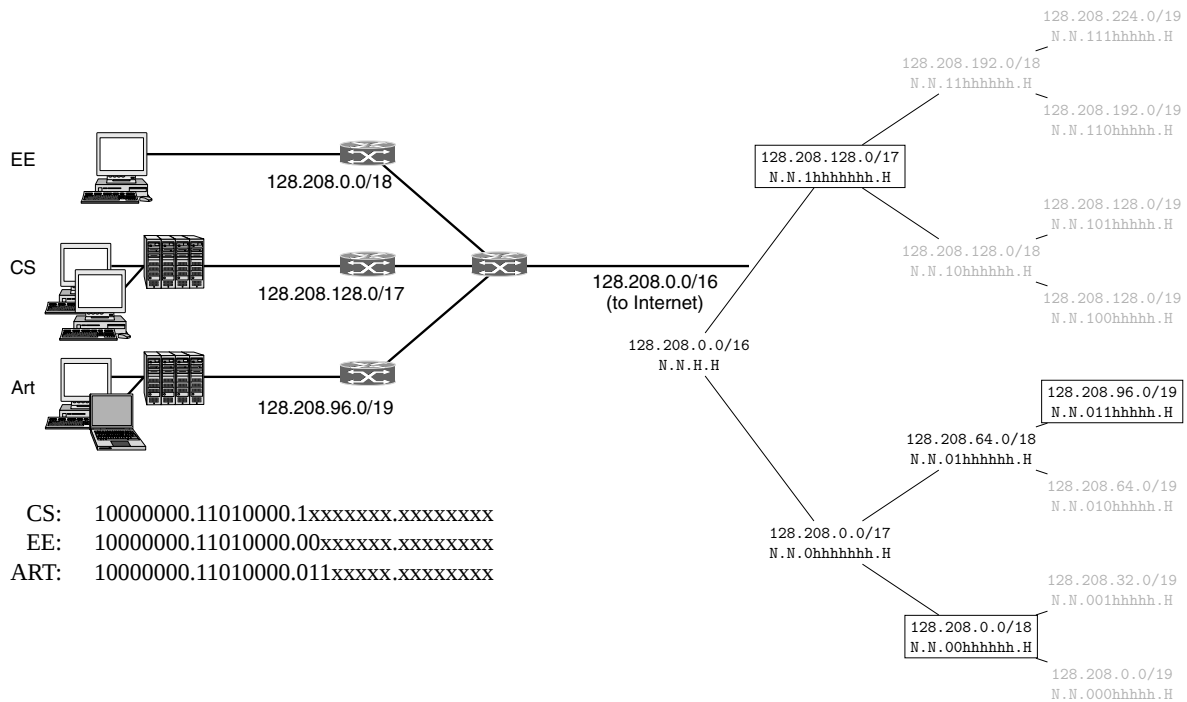 EE
128.208.0.0/18
CS
128.208.128.0/17
128.208.0.0/16
(to Internet)
Art
128.208.96.0/19
CS: 10000000.11010000.1xxxxxxx.xxxxxxxx
EE: 10000000.11010000.00xxxxxx.xxxxxxxx
ART: 10000000.11010000.011xxxxx.xxxxxxxx
128.208.0.0/16
N.N.H.H
128.208.128.0/17
N.N.1hhhhhhh.H
128.208.0.0/17
N.N.0hhhhhhh.H
128.208.192.0/18
N.N.11hhhhhh.H
128.208.128.0/18
N.N.10hhhhhh.H
128.208.64.0/18
N.N.01hhhhhh.H
128.208.0.0/18
N.N.00hhhhhh.H
128.208.224.0/19
N.N.111hhhhh.H
128.208.192.0/19
N.N.110hhhhh.H
128.208.128.0/19
N.N.101hhhhh.H
128.208.128.0/19
N.N.100hhhhh.H
128.208.96.0/19
N.N.011hhhhh.H
128.208.64.0/19
N.N.010hhhhh.H
128.208.32.0/19
N.N.001hhhhh.H
128.208.0.0/19
N.N.000hhhhh.H